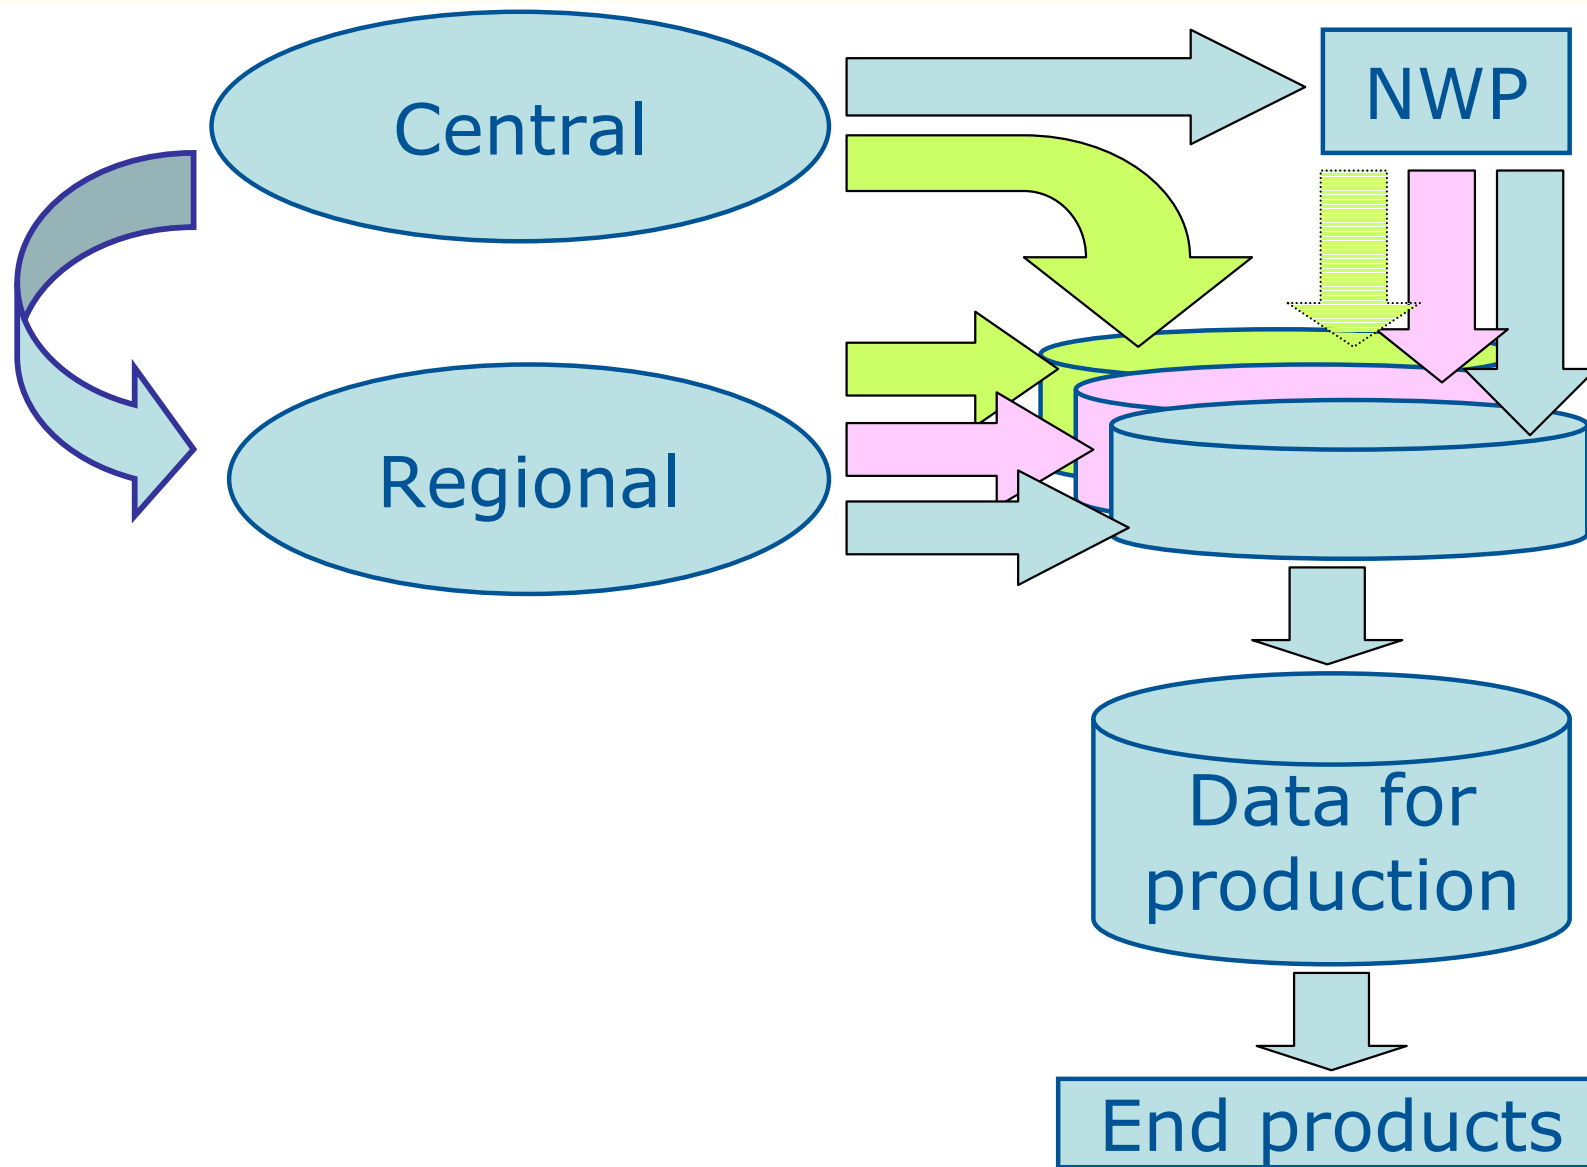 Central
NWP
Regional
Data for
production
End products